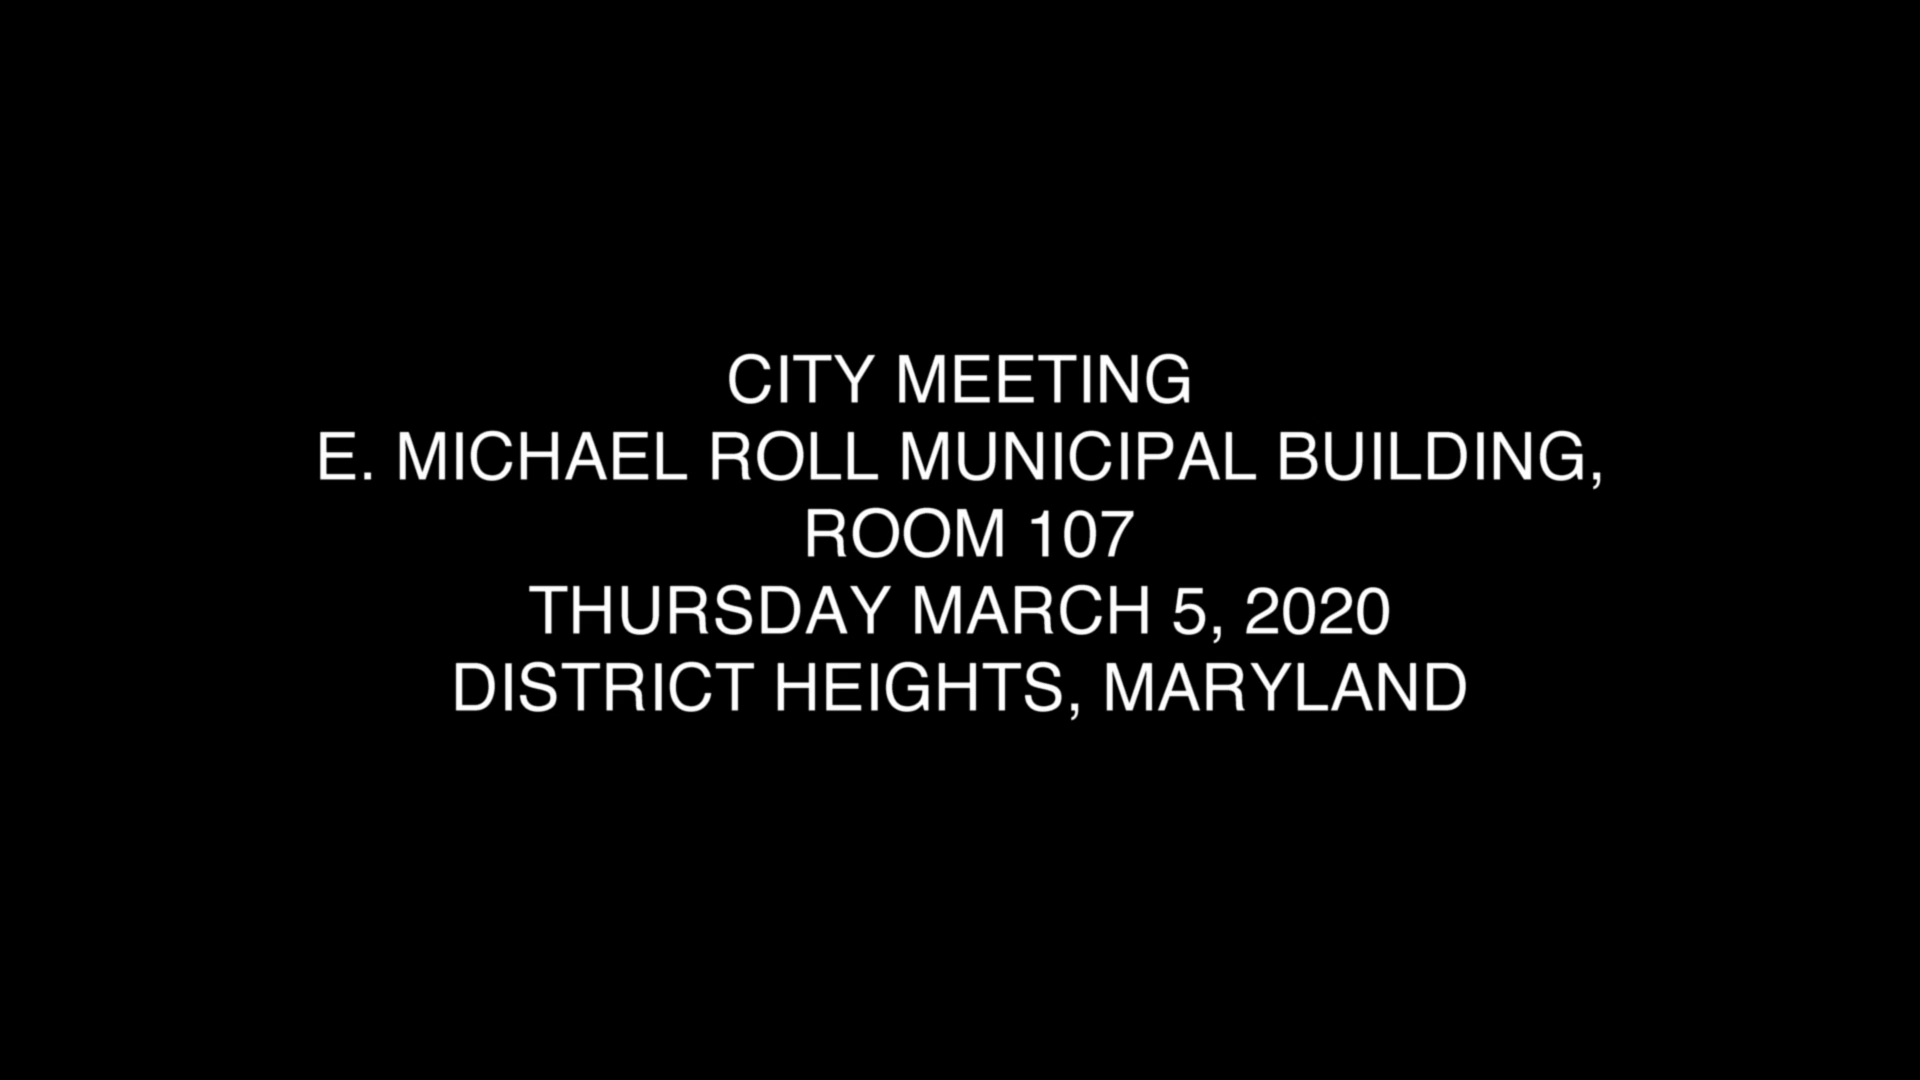 CITY MEETING
E. MICHAEL ROLL MUNICIPAL BUILDING,
ROOM 107
THURSDAY MARCH 5, 2020
DISTRICT HEIGHTS, MARYLAND